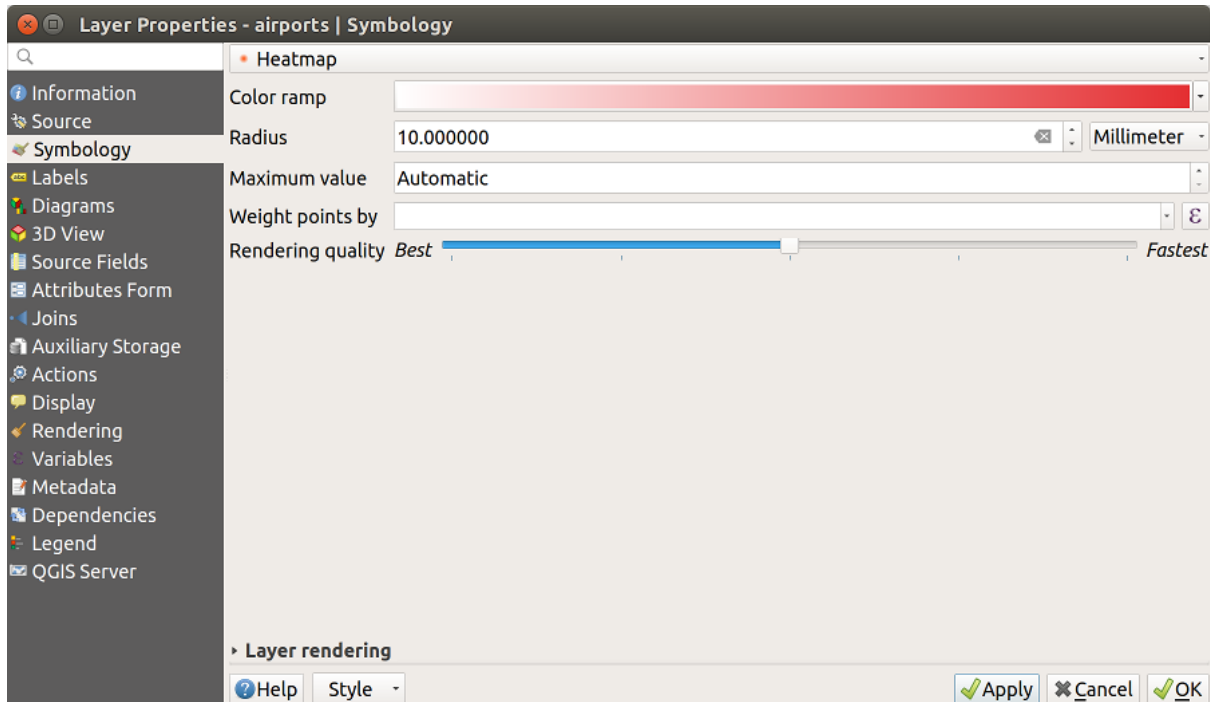 Layer Properties - airports | Symbology
Heatmap
Information
Source
Symbology
Labels
Diagrams
3D View
Source Fields
Attributes Form
Joins
Auxiliary Storage
Actions
Display
Rendering
Variables
Metadata
Dependencies
Legend
QGIS Server
Color ramp
Radius 10.000000 Millimeter
Maximum value Automatic
Weight points by ε
Rendering quality Best Fastest
Layer rendering
Help Style Apply Cancel OK